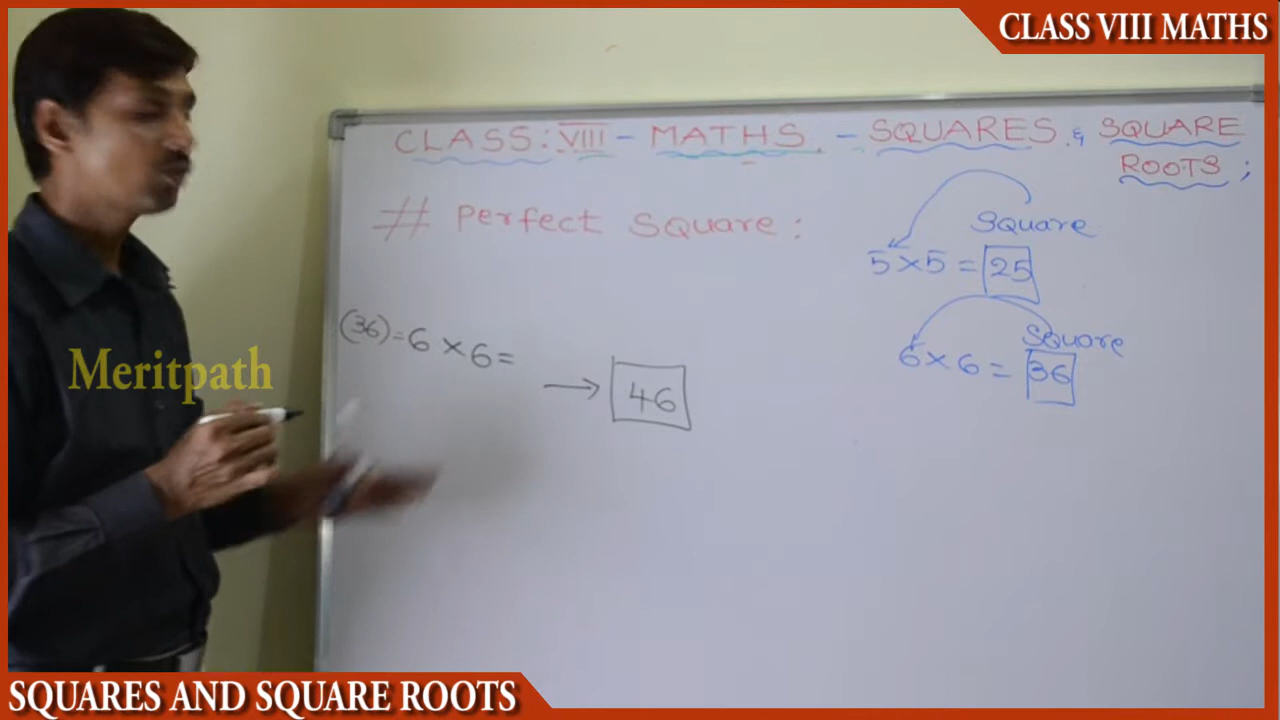 CLASS VIII MATHS
CLASS: VIII - MATHS - SQUARES & SQUARE
ROOTS;
# Perfect Square:
Square
5×5 = 25
(36)=6×6=
Square
6×6= 36
→ 46
Meritpath
SQUARES AND SQUARE ROOTS